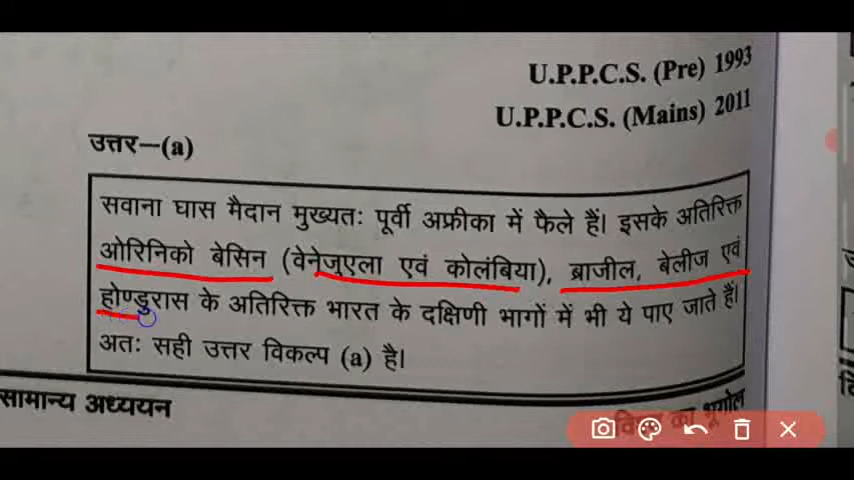 U.P.P.C.S. (Pre) 1993
U.P.P.C.S. (Mains) 2011
उत्तर—(a)
सवाना घास मैदान मुख्यतः पूर्वी अफ्रीका में फैले हैं। इसके अतिरिक्त
ओरिनिको बेसिन (वेनेजुएला एवं कोलंबिया), ब्राजील, बेलीज एवं
होण्डुरास के अतिरिक्त भारत के दक्षिणी भागों में भी ये पाए जाते हैं।
अतः सही उत्तर विकल्प (a) है।
सामान्य अध्ययन
का भूगोल